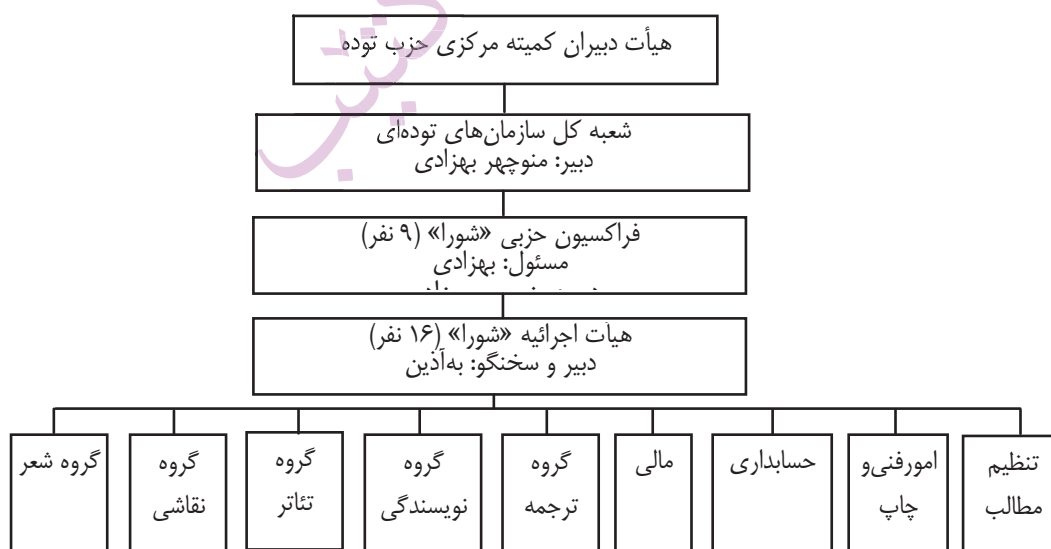 هیأت دبیران کمیته مرکزی حزب توده
شعبه کل سازمان‌های توده‌ای
دبیر: منوچهر بهزادی
فراکسیون حزبی «شورا» (۹ نفر)
مسئول: بهزادی
هیأت اجرائیه «شورا» (۱۶ نفر)
دبیر و سخنگو: به‌آذین
تنظیم
مطالب
امورفنی‌و
چاپ
حسابداری
مالی
گروه
ترجمه
گروه
نویسندگی
گروه
تئاتر
گروه
نقاشی
گروه شعر